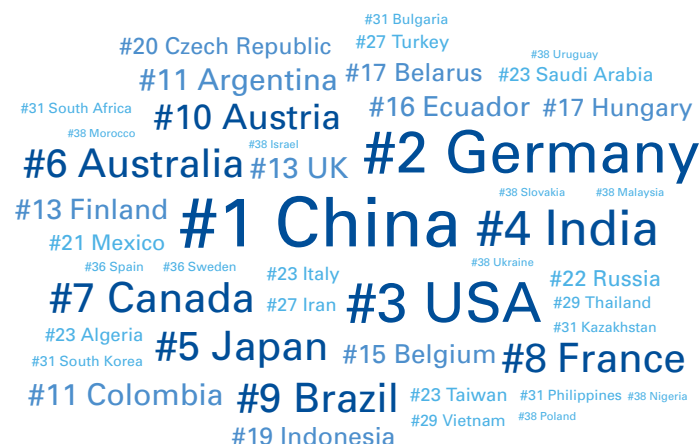 #31 Bulgaria
#20 Czech Republic
#27 Turkey
#38 Uruguay
#11 Argentina
#17 Belarus
#23 Saudi Arabia
#31 South Africa
#10 Austria
#16 Ecuador
#17 Hungary
#38 Morocco
#38 Israel
#6 Australia
#13 UK
#2 Germany
#38 Slovakia
#38 Malaysia
#13 Finland
#1 China
#4 India
#21 Mexico
#36 Spain
#36 Sweden
#23 Italy
#38 Ukraine
#22 Russia
#7 Canada
#27 Iran
#3 USA
#29 Thailand
#31 Kazakhstan
#23 Algeria
#5 Japan
#15 Belgium
#8 France
#31 South Korea
#11 Colombia
#9 Brazil
#23 Taiwan
#31 Philippines
#38 Nigeria
#29 Vietnam
#38 Poland
#19 Indonesia